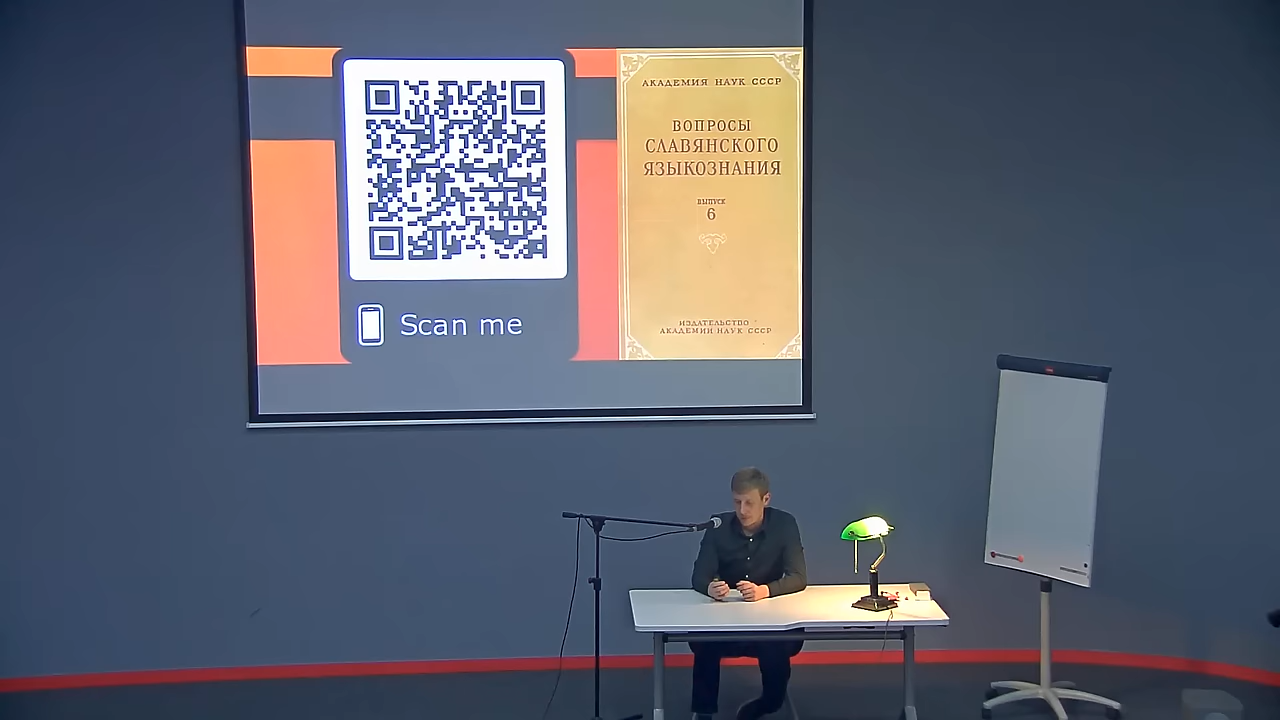 Scan me
АКАДЕМИЯ НАУК СССР
ВОПРОСЫ
СЛАВЯНСКОГО
ЯЗЫКОЗНАНИЯ
ВЫПУСК
6
ИЗДАТЕЛЬСТВО
АКАДЕМИИ НАУК СССР